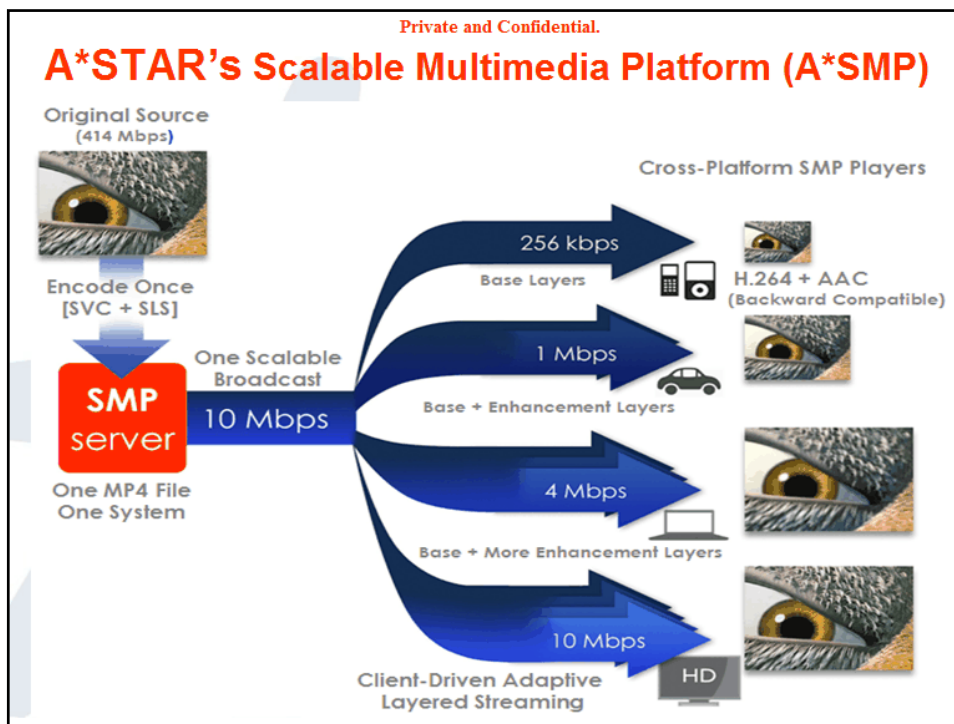 Private and Confidential.
A*STAR's Scalable Multimedia Platform (A*SMP)
Original Source
(414 Mbps)
Encode Once
[SVC + SLS]
SMP
server
One MP4 File
One System
One Scalable
Broadcast
10 Mbps
Cross-Platform SMP Players
256 kbps
Base Layers
H.264 + AAC
(Backward Compatible)
1 Mbps
Base + Enhancement Layers
4 Mbps
Base + More Enhancement Layers
10 Mbps
HD
Client-Driven Adaptive
Layered Streaming